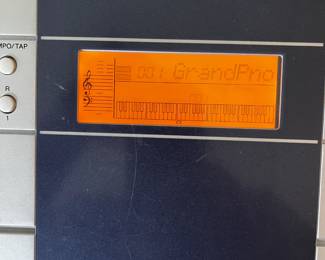 MPO/TAP
001 GrandPno
R
1